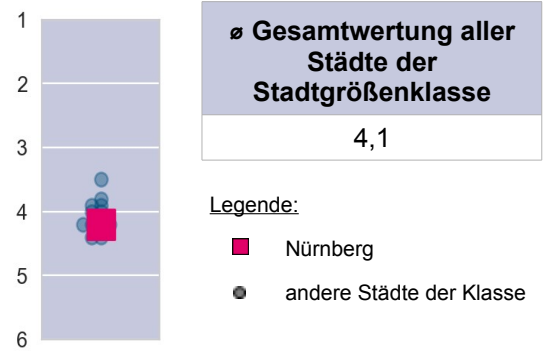 1
2
3
4
5
6
ø Gesamtwertung aller
Städte der
Stadtgrößenklasse
4,1
Legende:
Nürnberg
andere Städte der Klasse